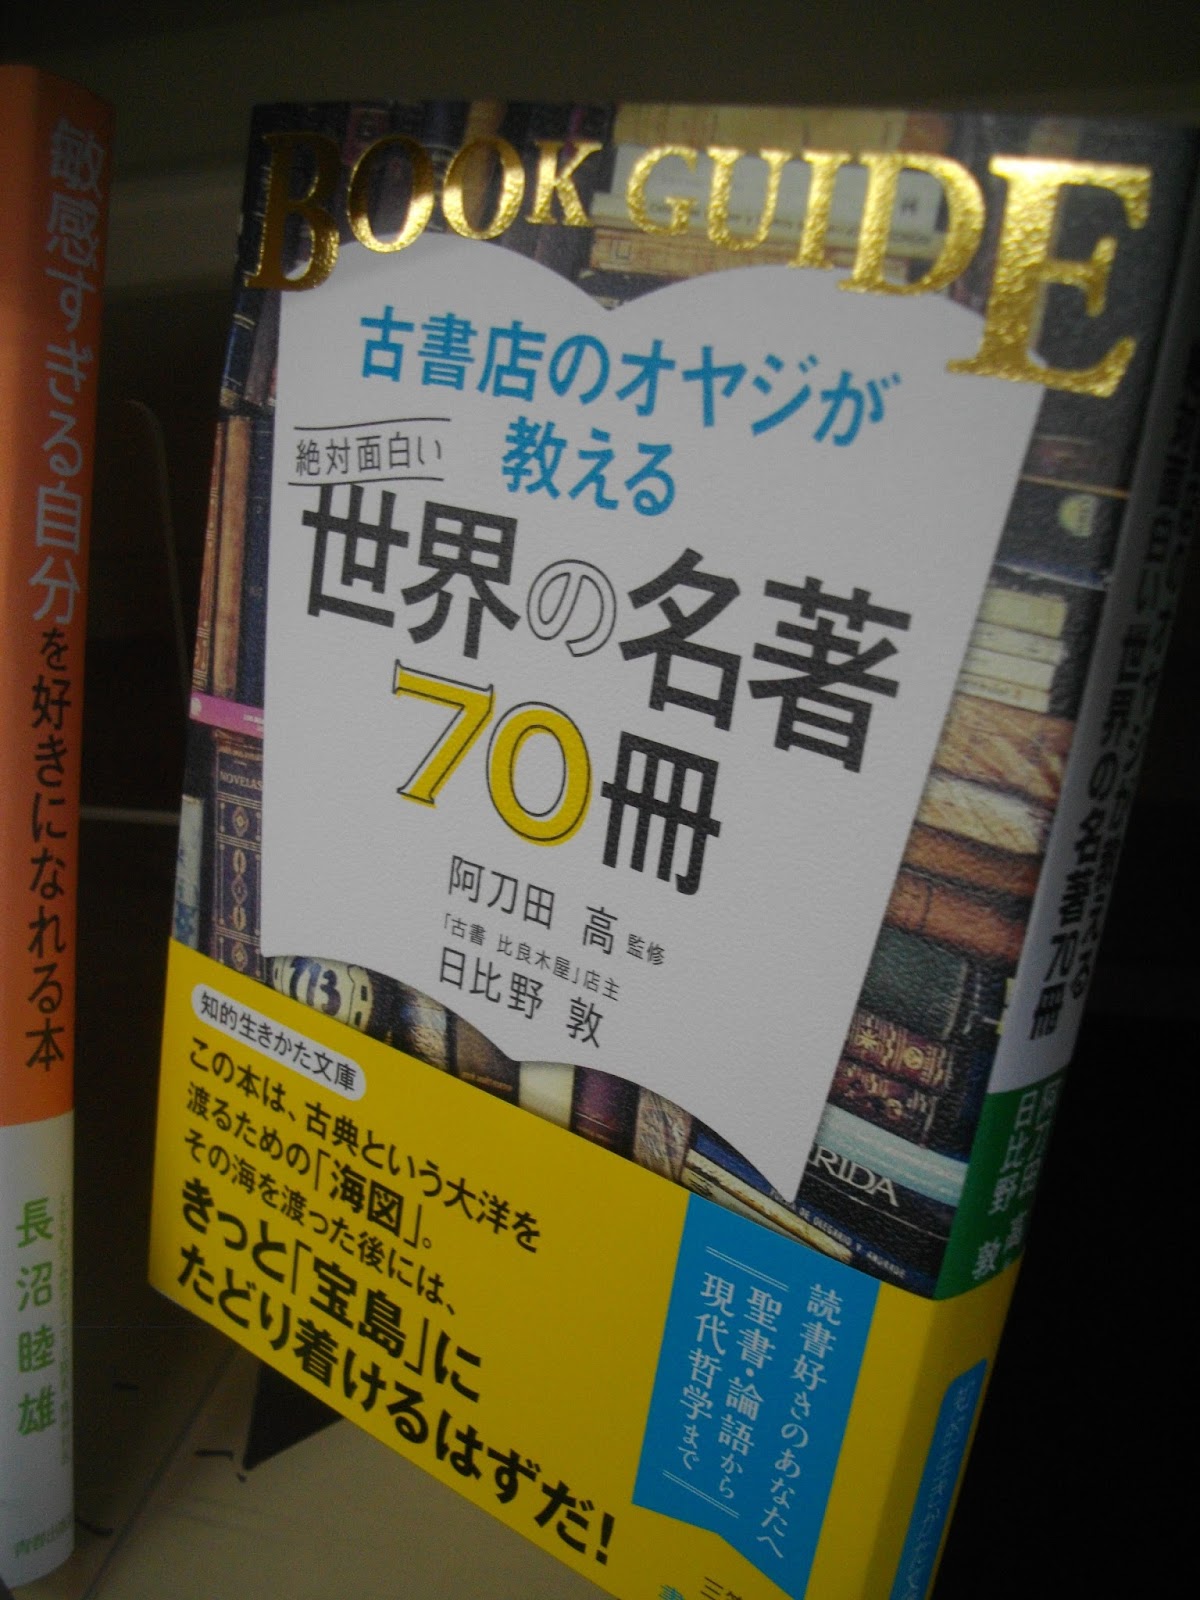 敏感すぎる自分を好きになれる本
長沼睦雄
BOOK GUIDE
古書店のオヤジが
教える
絶対面白い
世界の名著
70冊
阿刀田 高 監修
「古書 比良木屋」店主
日比野 敦
NOVELAS
713
知的生きかた文庫
この本は、古典という大洋を
渡るための「海図」。
その海を渡った後には、
きっと「宝島」に
たどり着けるはずだ!
読書好きのあなたへ
聖書・論語から
現代哲学まで
世界の名著70冊
阿刀田 高
日比野 敦